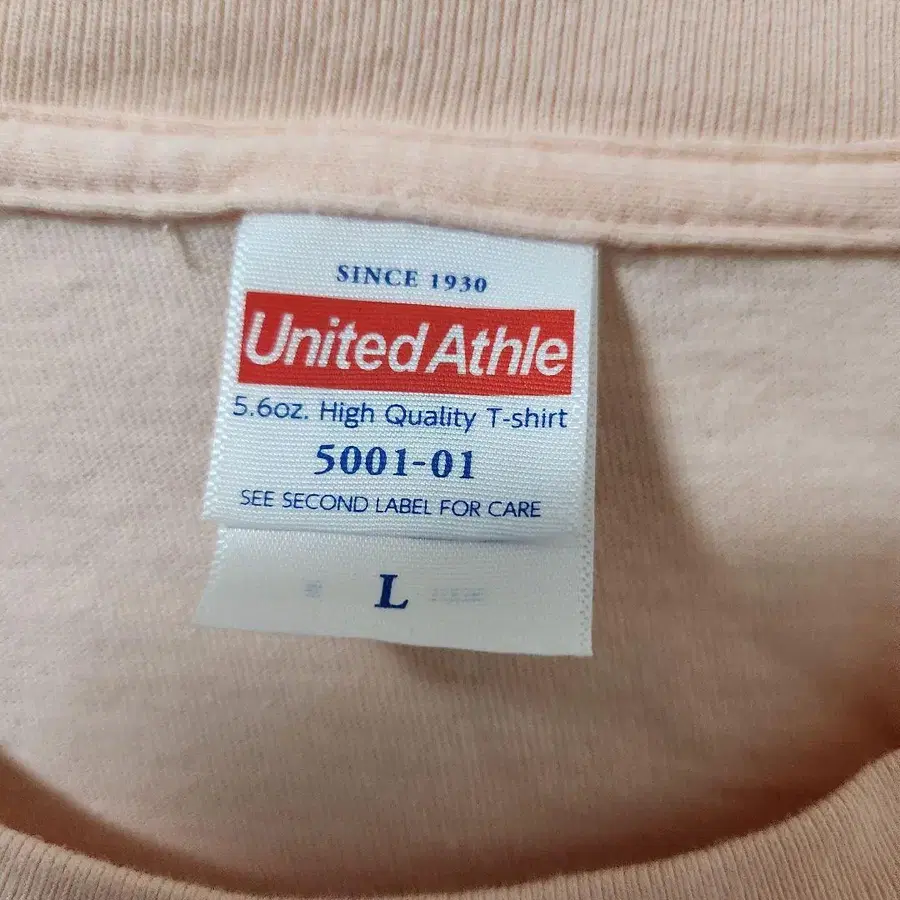 SINCE 1930
United Athle
5.6oz. High Quality T-shirt
5001-01
SEE SECOND LABEL FOR CARE
L